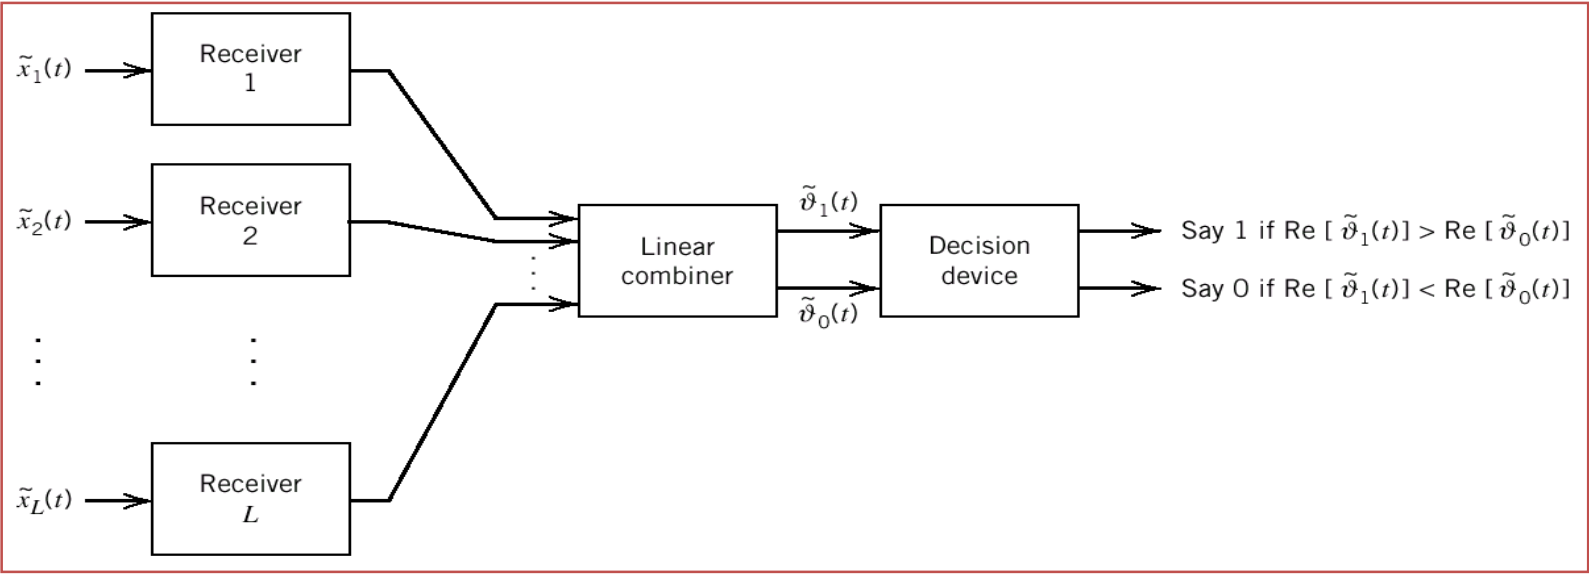 x̃₁(t)
Receiver
1
x̃₂(t)
Receiver
2
x̃_L(t)
Receiver
L
Linear
combiner
ϑ̃₁(t)
ϑ̃₀(t)
Decision
device
Say 1 if Re [ ϑ̃₁(t)] > Re [ ϑ̃₀(t)]
Say 0 if Re [ ϑ̃₁(t)] < Re [ ϑ̃₀(t)]